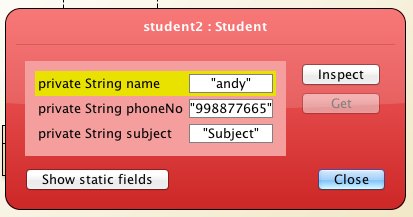 student2 : Student
private String name "andy" Inspect
private String phoneNo "998877665" Get
private String subject "Subject"
Show static fields Close